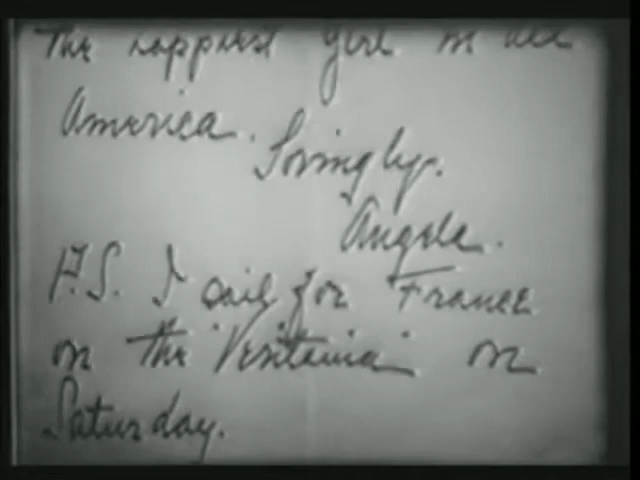 The happiest girl in all
America. Lovingly.
Angela.
P.S. I sail for France
on the on
Saturday.